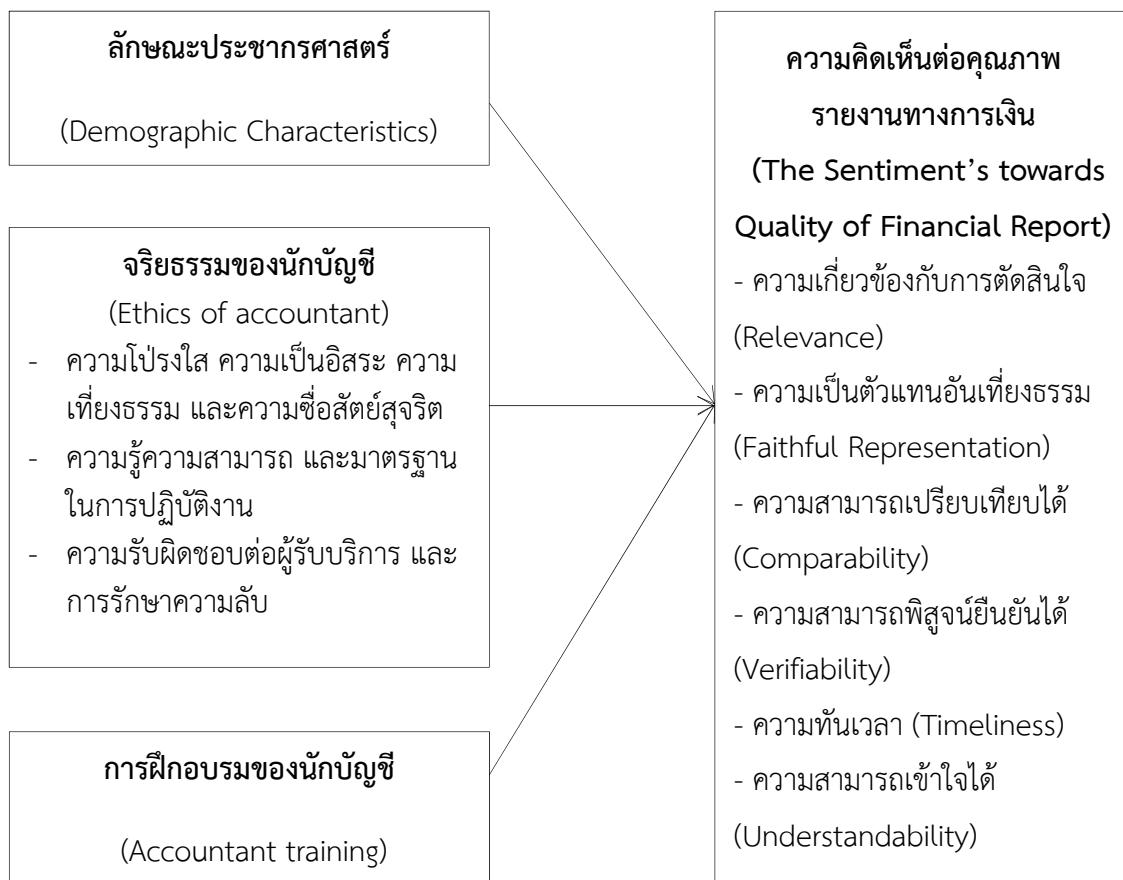 ลักษณะประชากรศาสตร์
(Demographic Characteristics)
จริยธรรมของนักบัญชี
(Ethics of accountant)
- ความโปร่งใส ความเป็นอิสระ ความ
เที่ยงธรรม และความซื่อสัตย์สุจริต
- ความรู้ความสามารถ และมาตรฐาน
ในการปฏิบัติงาน
- ความรับผิดชอบต่อผู้รับบริการ และ
การรักษาความลับ
การฝึกอบรมของนักบัญชี
(Accountant training)
ความคิดเห็นต่อคุณภาพ
รายงานทางการเงิน
(The Sentiment’s towards
Quality of Financial Report)
- ความเกี่ยวข้องกับการตัดสินใจ
(Relevance)
- ความเป็นตัวแทนอันเที่ยงธรรม
(Faithful Representation)
- ความสามารถเปรียบเทียบได้
(Comparability)
- ความสามารถพิสูจน์ยืนยันได้
(Verifiability)
- ความทันเวลา (Timeliness)
- ความสามารถเข้าใจได้
(Understandability)